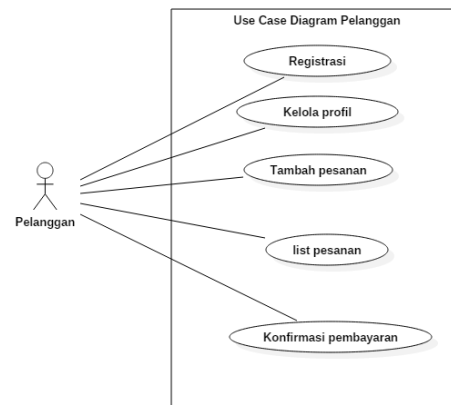 Use Case Diagram Pelanggan
Registrasi
Kelola profil
Tambah pesanan
Pelanggan
list pesanan
Konfirmasi pembayaran